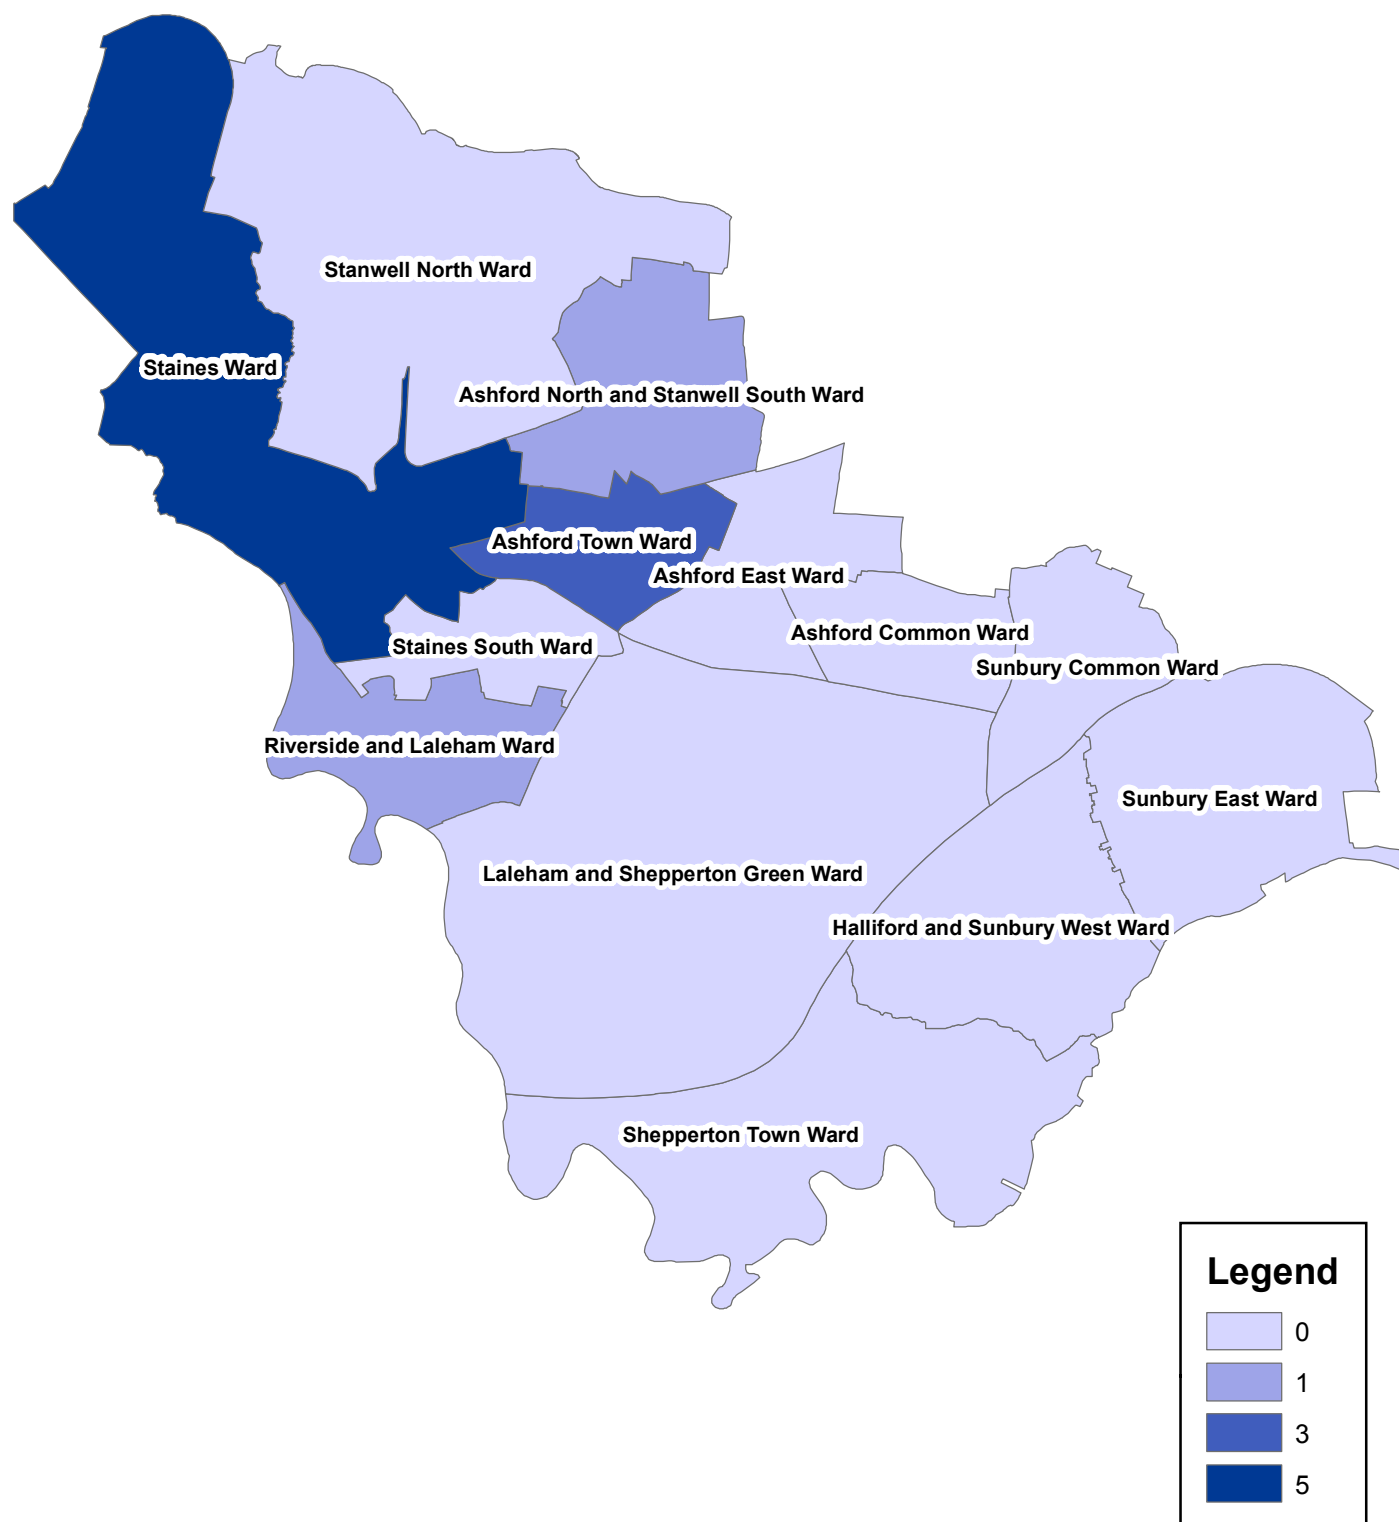 Stanwell North Ward
Staines Ward
Ashford North and Stanwell South Ward
Ashford Town Ward
Ashford East Ward
Ashford Common Ward
Staines South Ward
Sunbury Common Ward
Riverside and Laleham Ward
Sunbury East Ward
Laleham and Shepperton Green Ward
Halliford and Sunbury West Ward
Shepperton Town Ward
Legend
0
1
3
5